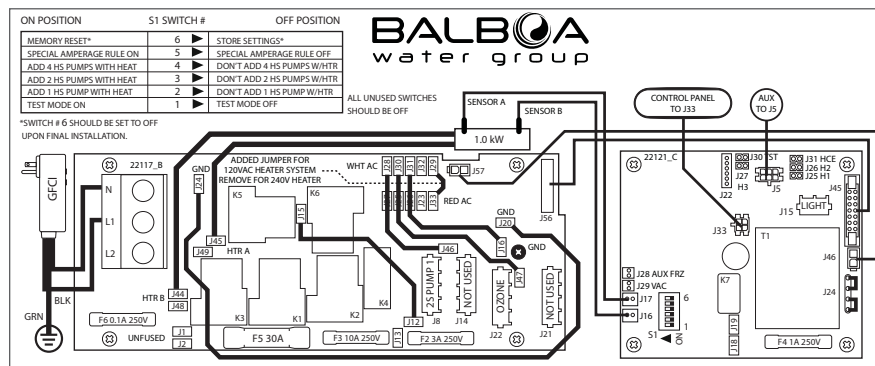 ON POSITION S1 SWITCH # OFF POSITION
MEMORY RESET* 6 STORE SETTINGS*
SPECIAL AMPERAGE RULE ON 5 SPECIAL AMPERAGE RULE OFF
ADD 4 HS PUMPS WITH HEAT 4 DON'T ADD 4 HS PUMPS W/HTR
ADD 2 HS PUMPS WITH HEAT 3 DON'T ADD 2 HS PUMPS W/HTR
ADD 1 HS PUMP WITH HEAT 2 DON'T ADD 1 HS PUMP W/HTR
TEST MODE ON 1 TEST MODE OFF
*SWITCH # 6 SHOULD BE SET TO OFF
UPON FINAL INSTALLATION.
ALL UNUSED SWITCHES
SHOULD BE OFF
BALBOA
water group
SENSOR A
SENSOR B
1.0 kW
CONTROL PANEL
TO J33
AUX
TO J5
GFCI
N
L1
L2
BLK
GRN
22117_B
GND
J24
ADDED JUMPER FOR
120VAC HEATER SYSTEM
REMOVE FOR 240V HEATER
WHT AC
J28
J30
J31
J32
J29
J23
J33
RED AC
J57
J56
K5
K6
J15
J45
J49
HTR A
HTR B
J44
J48
K3
K1
K2
K4
F6 0.1A 250V
UNFUSED
J1
J2
F5 30A
F3 10A 250V
J13
J12
F2 3A 250V
2S PUMP 1
J8
NOT USED
J14
J46
OZONE
J22
J47
J16
GND
J20
GND
NOT USED
J21
22121_C
J22
J30 TST
J27
H3
J5
J31 HCE
J26 H2
J25 H1
J45
J15
LIGHT
J33
T1
J46
J24
J28 AUX FRZ
J29 VAC
J17
J16
S1
6
1
ON
K7
J19
J18
F4 1A 250V